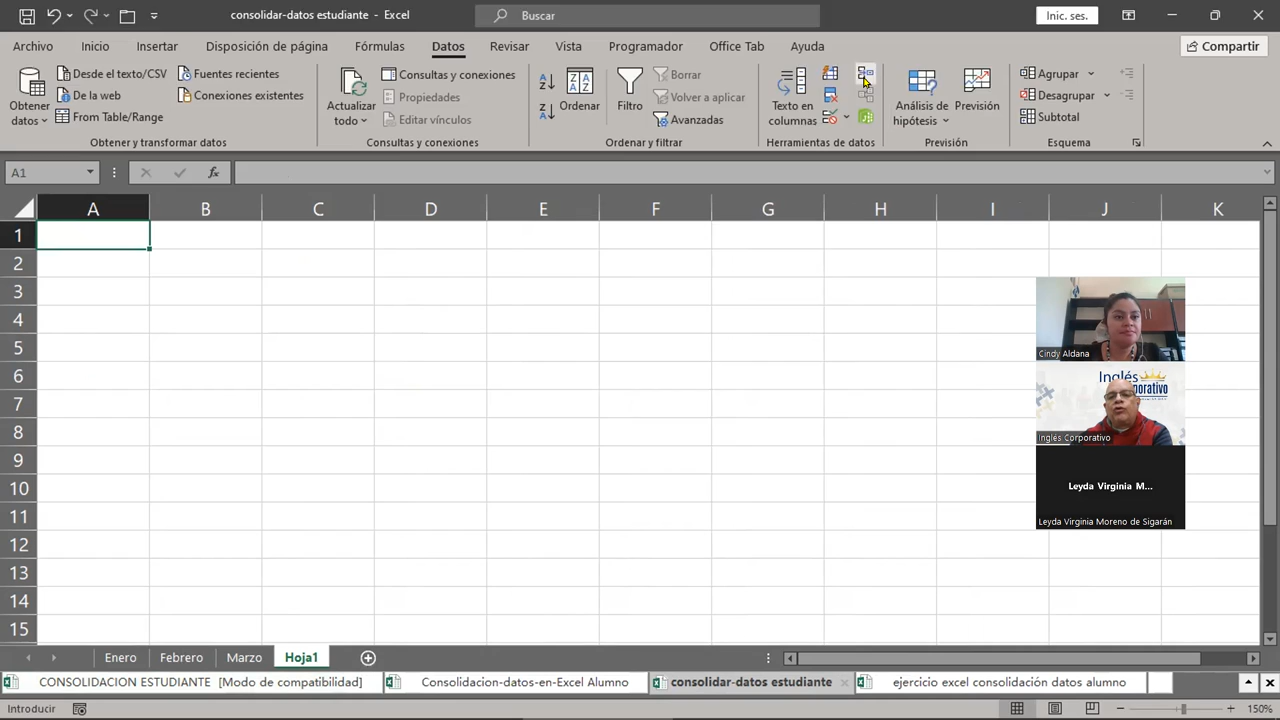 consolidar-datos estudiante - Excel
Buscar
Inic. ses.
Archivo Inicio Insertar Disposición de página Fórmulas Datos Revisar Vista Programador Office Tab Ayuda
Compartir
Obtener datos
Desde el texto/CSV
De la web
From Table/Range
Fuentes recientes
Conexiones existentes
Obtener y transformar datos
Actualizar todo
Consultas y conexiones
Propiedades
Editar vínculos
Consultas y conexiones
Ordenar
Filtro
Borrar
Volver a aplicar
Avanzadas
Ordenar y filtrar
Texto en columnas
Herramientas de datos
Análisis de hipótesis
Previsión
Previsión
Agrupar
Desagrupar
Subtotal
Esquema
A1
fx
A B C D E F G H I J K
1
2
3
4
5
6
7
8
9
10
11
12
13
14
15
Cindy Aldana
Inglés
Inglés Corporativo
Leyda Virginia M...
Leyda Virginia Moreno de Sigarán
Enero Febrero Marzo Hoja1
CONSOLIDACION ESTUDIANTE [Modo de compatibilidad]
Consolidacion-datos-en-Excel Alumno
consolidar-datos estudiante
ejercicio excel consolidación datos alumno
Introducir
150%